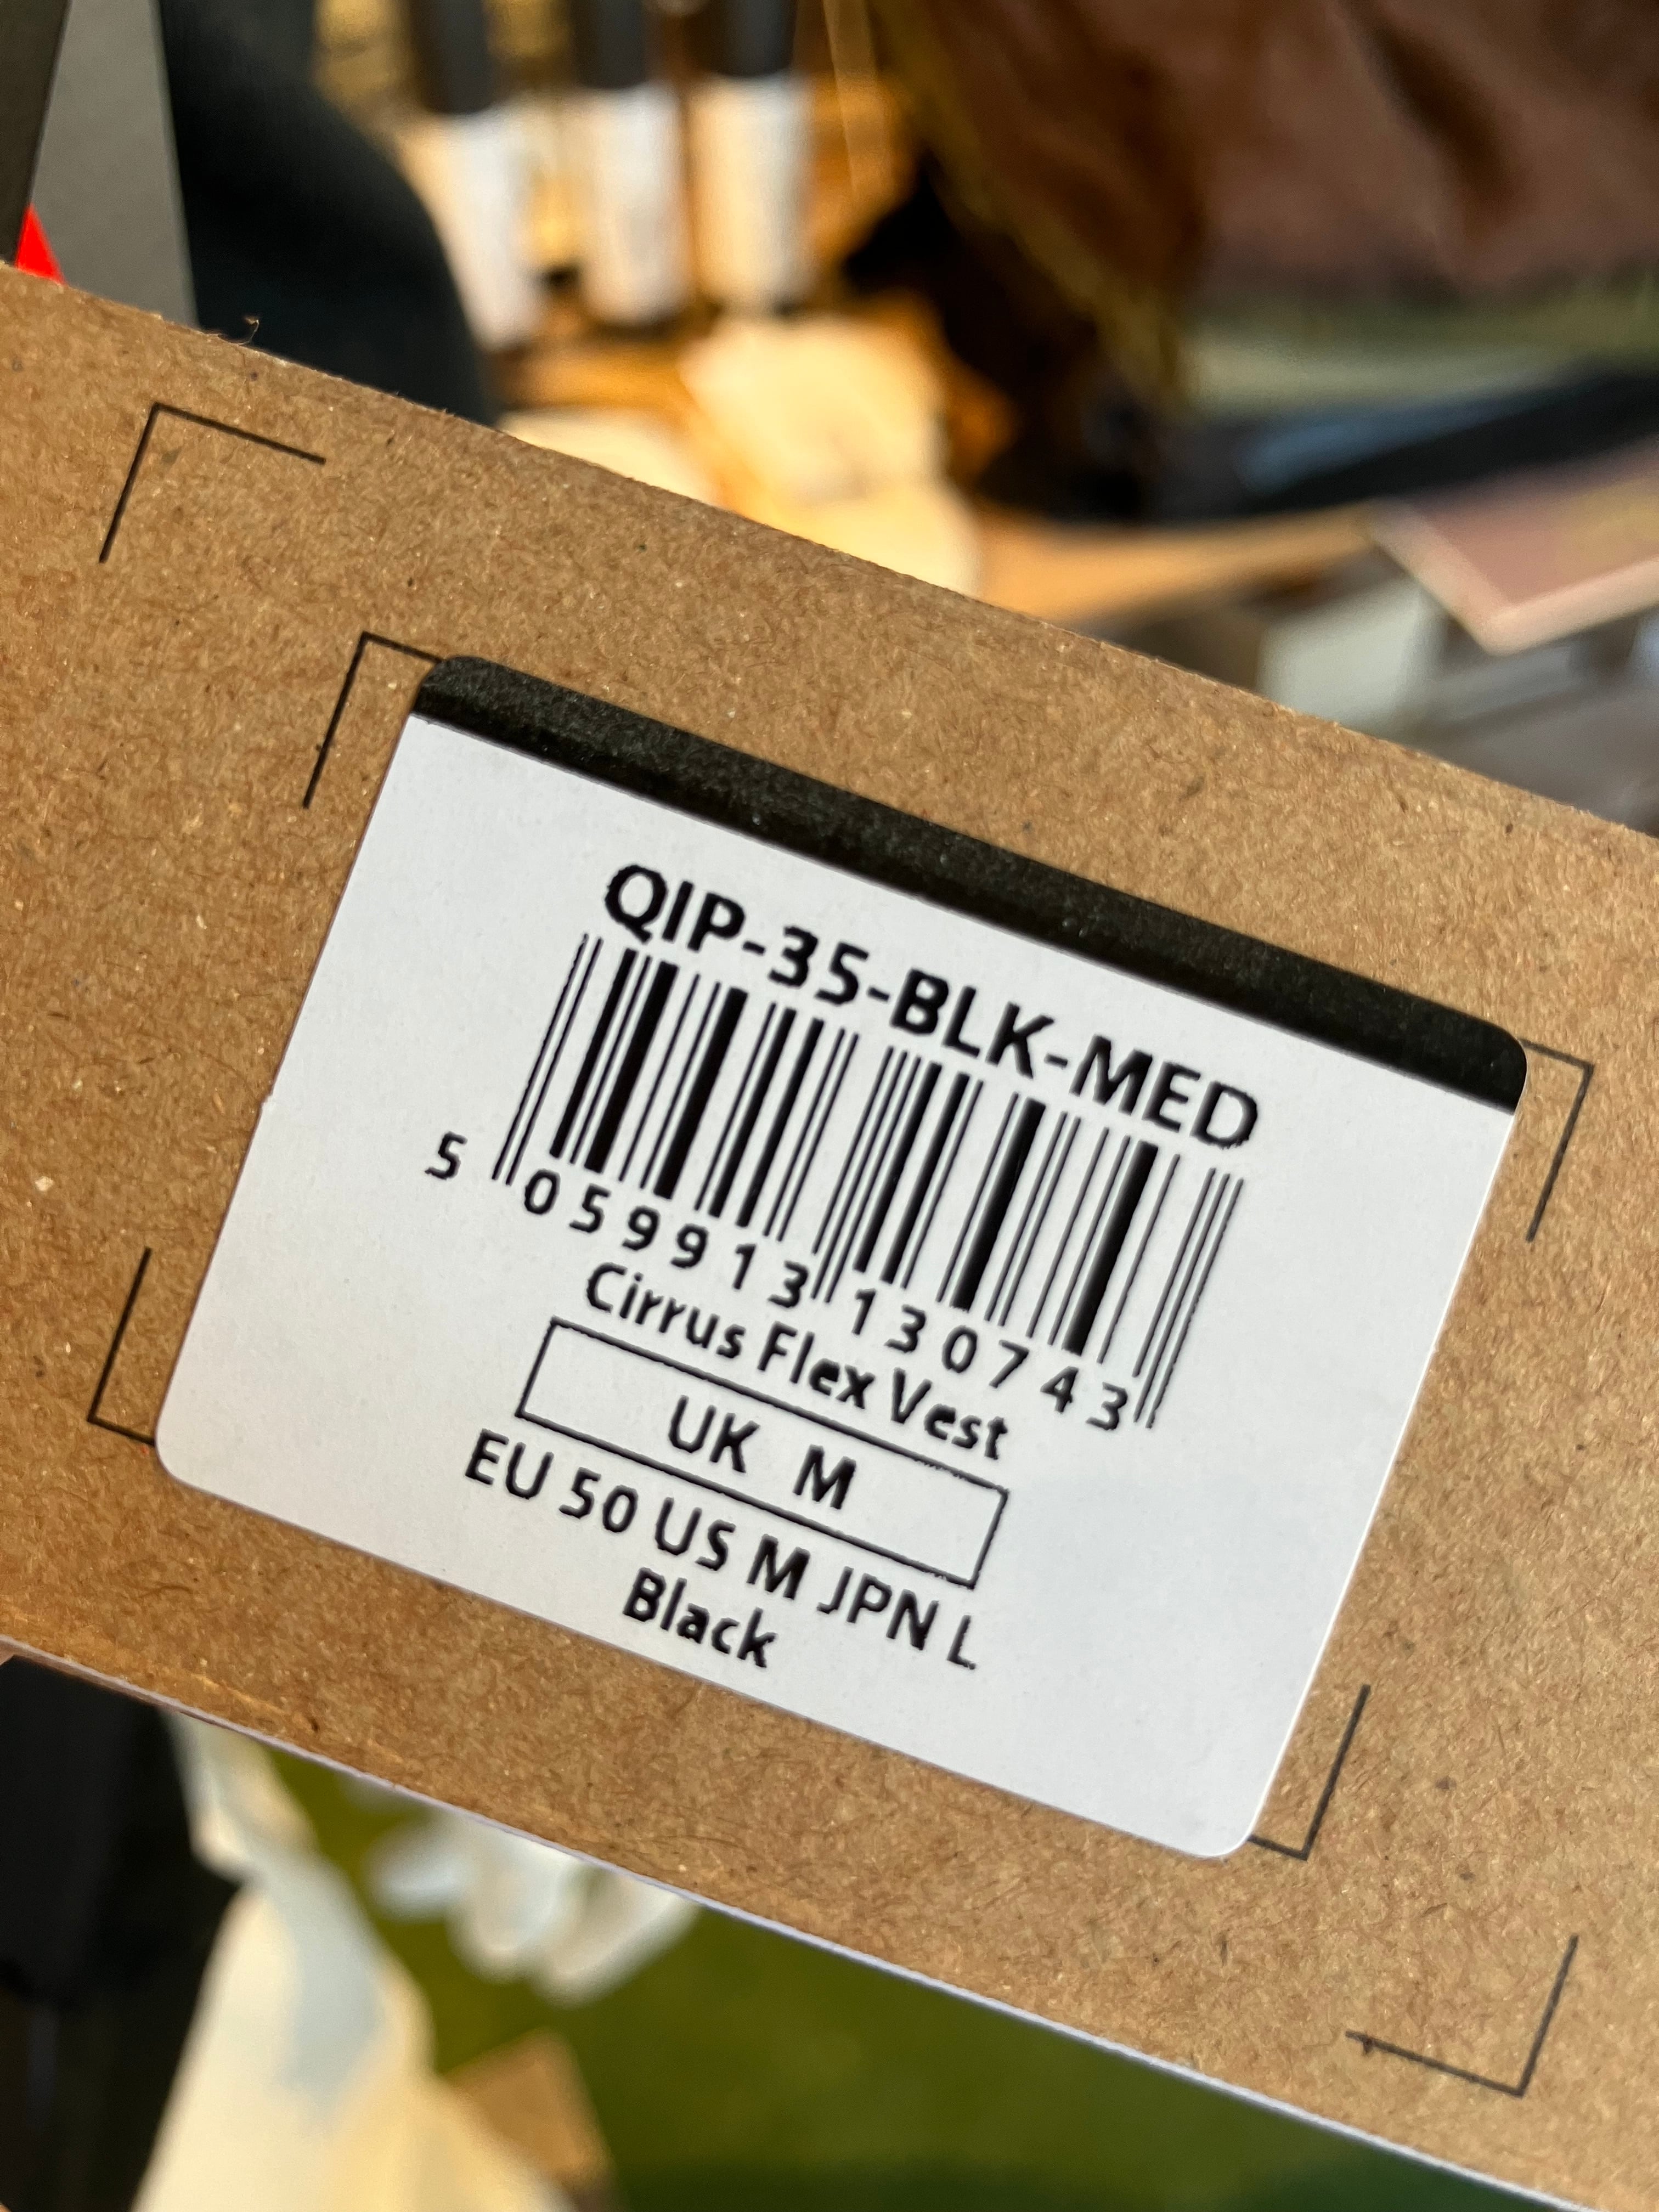 QIP-35-BLK-MED
5 059913 130743
Cirrus Flex Vest
UK M
EU 50 US M JPN L
Black